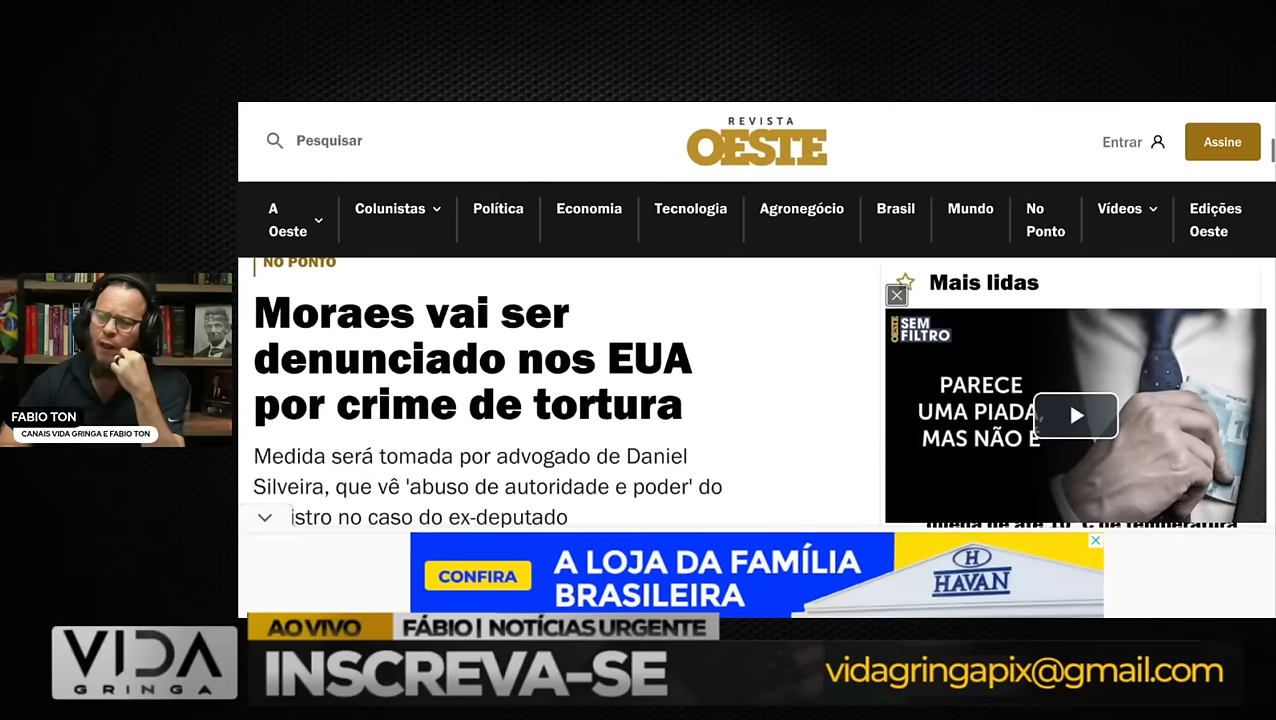 Pesquisar
REVISTA
OESTE
Entrar
Assine
A Oeste
Colunistas
Política
Economia
Tecnologia
Agronegócio
Brasil
Mundo
No Ponto
Vídeos
Edições Oeste
NO PONTO
Moraes vai ser
denunciado nos EUA
por crime de tortura
Medida será tomada por advogado de Daniel
Silveira, que vê 'abuso de autoridade e poder' do
istro no caso do ex-deputado
Mais lidas
OESTE SEM FILTRO
PARECE
UMA PIADA,
MAS NÃO É
FABIO TON
CANAIS VIDA GRINGA E FABIO TON
CONFIRA
A LOJA DA FAMÍLIA
BRASILEIRA
H
HAVAN
AO VIVO
FÁBIO | NOTÍCIAS URGENTE
VIDA
GRINGA
INSCREVA-SE
vidagringapix@gmail.com